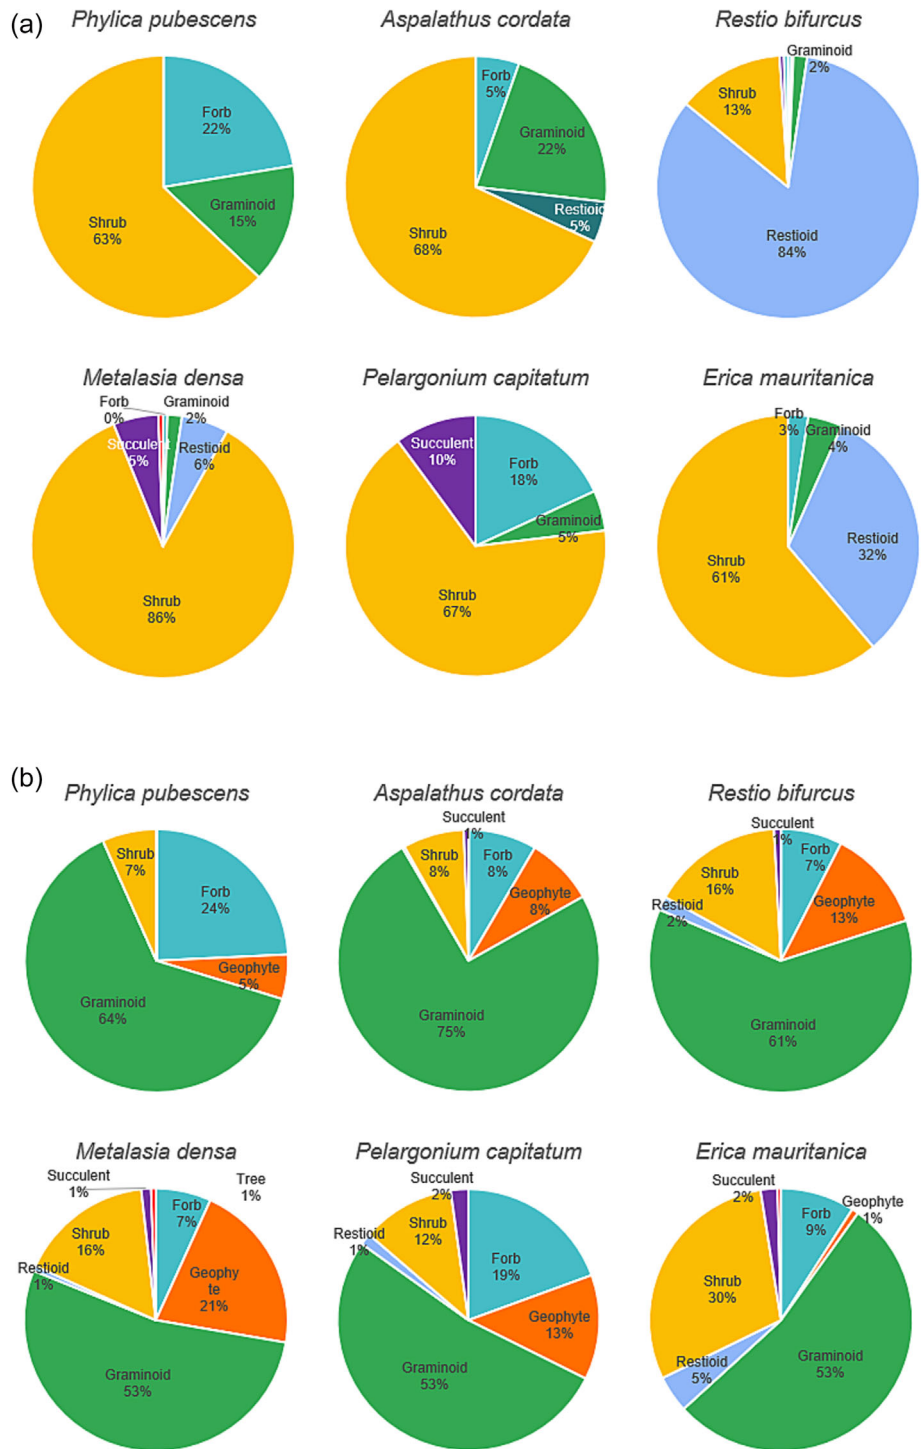 (a)
Phylica pubescens
Aspalathus cordata
Restio bifurcus
Forb
22%
Graminoid
15%
Shrub
63%
Forb
5%
Graminoid
22%
Restioid
5%
Shrub
68%
Graminoid
2%
Shrub
13%
Restioid
84%
Metalasia densa
Pelargonium capitatum
Erica mauritanica
Forb
0%
Graminoid
2%
Succulent
5%
Restioid
6%
Shrub
86%
Succulent
10%
Forb
18%
Graminoid
5%
Shrub
67%
Forb
3%
Graminoid
4%
Restioid
32%
Shrub
61%
(b)
Phylica pubescens
Aspalathus cordata
Restio bifurcus
Shrub
7%
Forb
24%
Geophyte
5%
Graminoid
64%
Succulent
1%
Shrub
8%
Forb
8%
Geophyte
8%
Graminoid
75%
Succulent
1%
Forb
7%
Shrub
16%
Geophyte
13%
Restioid
2%
Graminoid
61%
Metalasia densa
Pelargonium capitatum
Erica mauritanica
Succulent
1%
Tree
1%
Forb
7%
Shrub
16%
Geophy
te
21%
Restioid
1%
Graminoid
53%
Succulent
2%
Shrub
12%
Forb
19%
Restioid
1%
Geophyte
13%
Graminoid
53%
Succulent
2%
Forb
9%
Geophyte
1%
Shrub
30%
Restioid
5%
Graminoid
53%